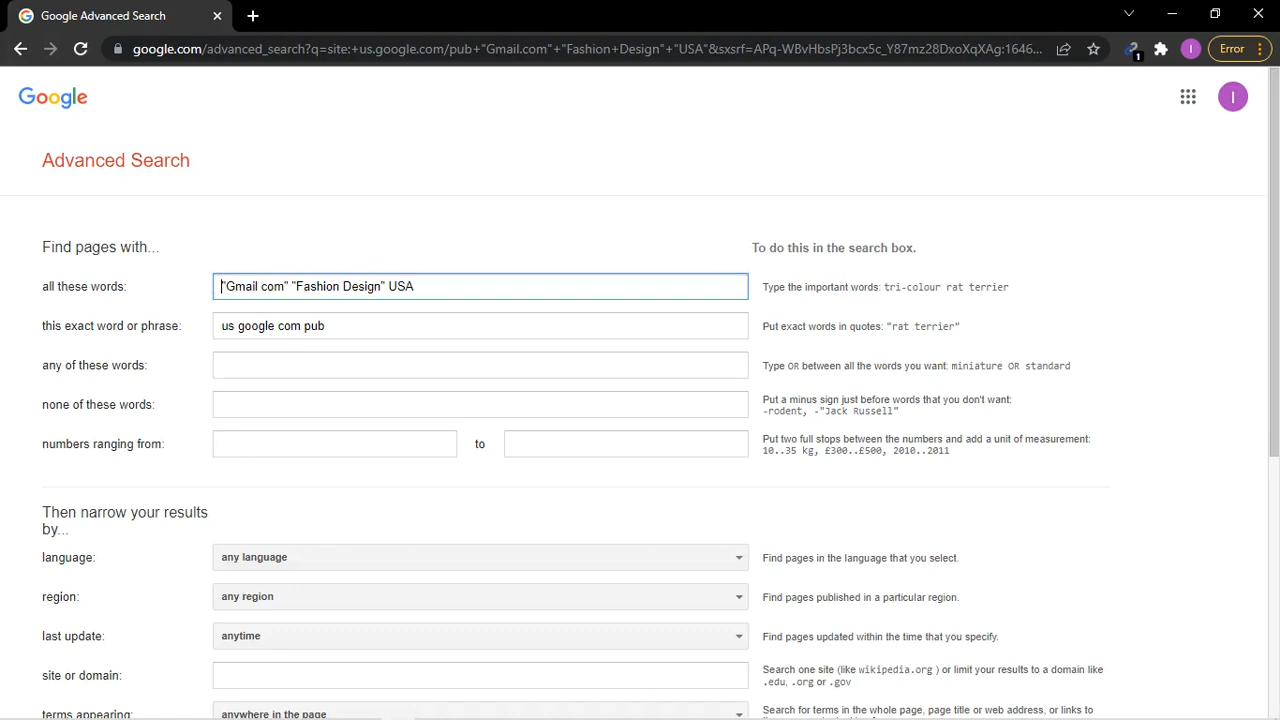 Google Advanced Search
google.com/advanced_search?q=site:+us.google.com/pub+"Gmail.com"+"Fashion+Design"+"USA"&sxsrf=APq-WBvHbsPj3bcx5c_Y87mz28DxoXqXAg:1646...
1
I
Error
Google
I
Advanced Search
Find pages with...
To do this in the search box.
all these words:
"Gmail com" "Fashion Design" USA
Type the important words: tri-colour rat terrier
this exact word or phrase:
us google com pub
Put exact words in quotes: "rat terrier"
any of these words:
Type OR between all the words you want: miniature OR standard
none of these words:
Put a minus sign just before words that you don't want:
-rodent, -"Jack Russell"
numbers ranging from:
to
Put two full stops between the numbers and add a unit of measurement:
10..35 kg, £300..£500, 2010..2011
Then narrow your results
by...
language:
any language
Find pages in the language that you select.
region:
any region
Find pages published in a particular region.
last update:
anytime
Find pages updated within the time that you specify.
site or domain:
Search one site (like wikipedia.org ) or limit your results to a domain like
.edu, .org or .gov
terms appearing:
anywhere in the page
Search for terms in the whole page, page title or web address, or links to